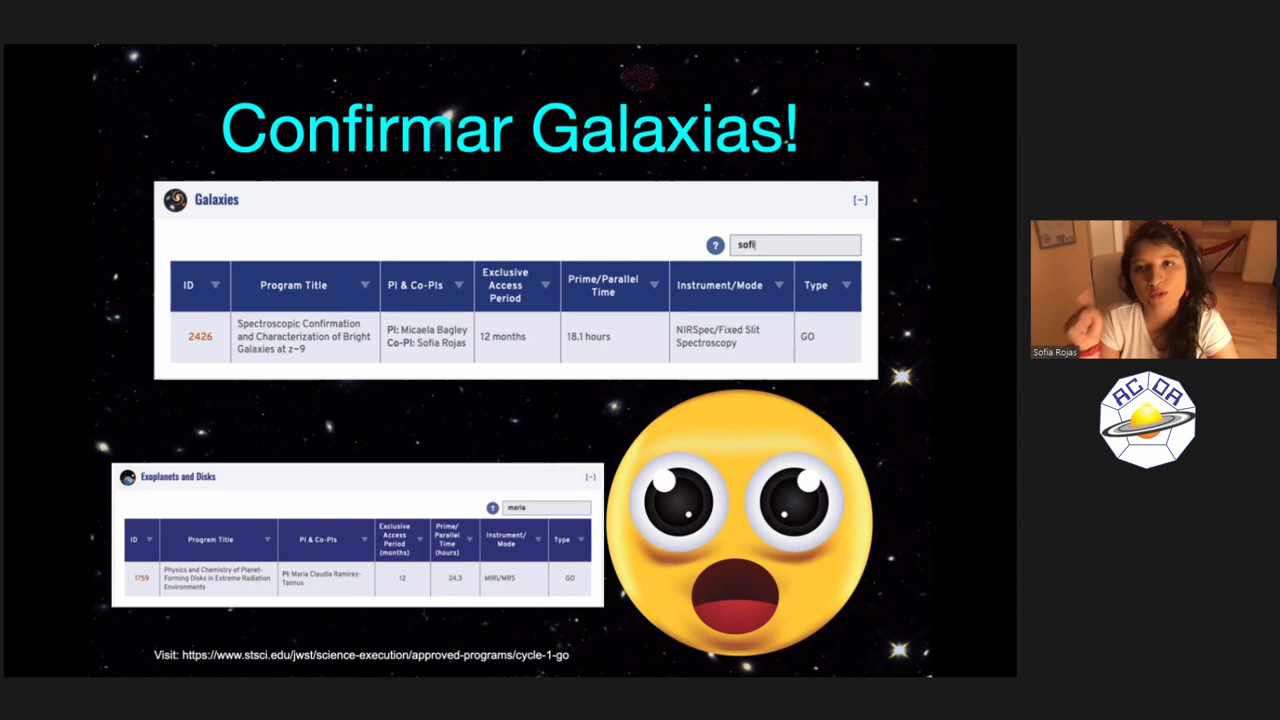 Confirmar Galaxias!
Galaxies
[-]
?
sofi
ID
Program Title
PI & Co-PIs
Exclusive
Access
Period
Prime/Parallel
Time
Instrument/Mode
Type
2426
Spectroscopic Confirmation
and Characterization of Bright
Galaxies at z~9
PI: Micaela Bagley
Co-PI: Sofia Rojas
12 months
18.1 hours
NIRSpec/Fixed Slit
Spectroscopy
GO
Sofia Rojas
ACDA
Exoplanets and Disks
[-]
?
maria
ID
Program Title
PI & Co-PIs
Exclusive
Access
Period
(months)
Prime/
Parallel
Time
(hours)
Instrument/
Mode
Type
1759
Physics and Chemistry of Planet-
Forming Disks in Extreme Radiation
Environments
PI: Maria Claudia Ramirez-
Tannus
12
24.3
MIRI/MRS
GO
Visit: https://www.stsci.edu/jwst/science-execution/approved-programs/cycle-1-go